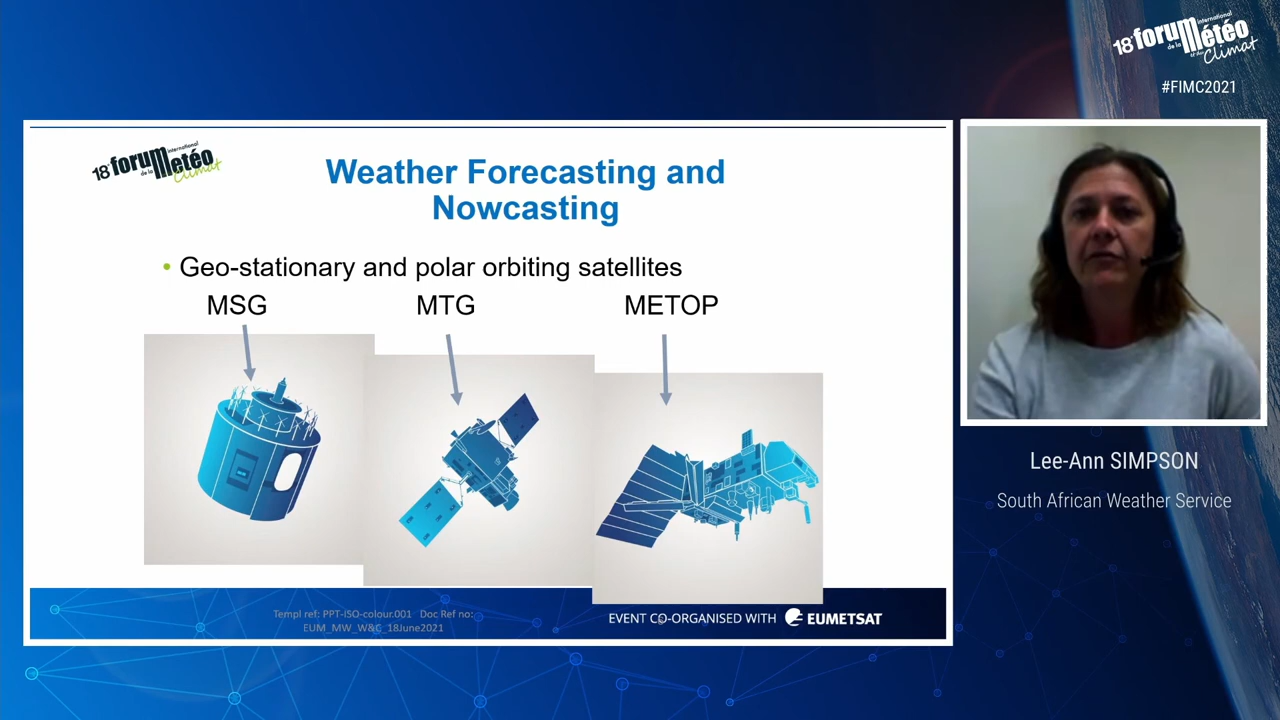 18e forum international
de la météo
et du Climat
#FIMC2021
18e forum international
de la météo
Climat
Weather Forecasting and
Nowcasting
• Geo-stationary and polar orbiting satellites
MSG MTG METOP
Templ ref: PPT-ISO-colour.001 Doc Ref no:
EUM_MW_W&C_18June2021
EVENT CO-ORGANISED WITH EUMETSAT
Lee-Ann SIMPSON
South African Weather Service